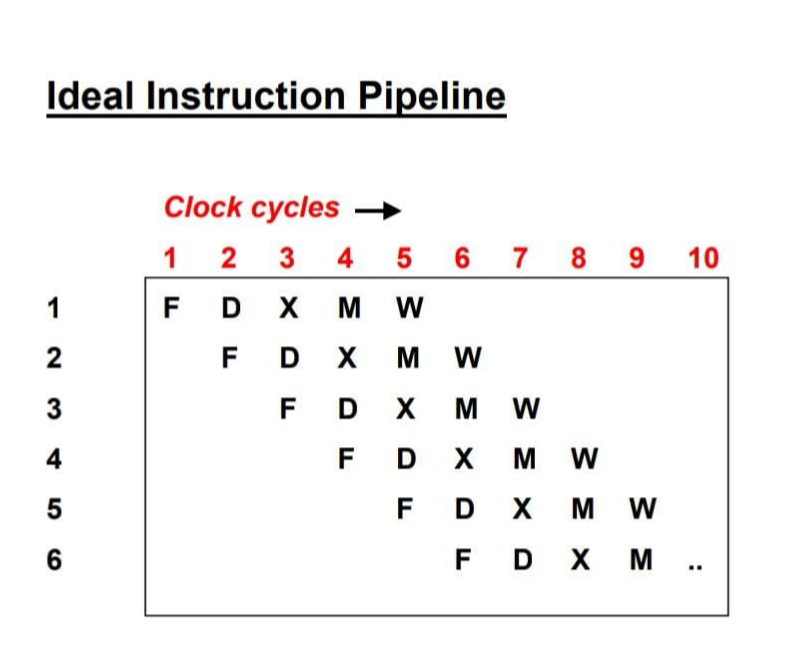 Ideal Instruction Pipeline
Clock cycles →
1 2 3 4 5 6 7 8 9 10
1 F D X M W
2 F D X M W
3 F D X M W
4 F D X M W
5 F D X M W
6 F D X M ..